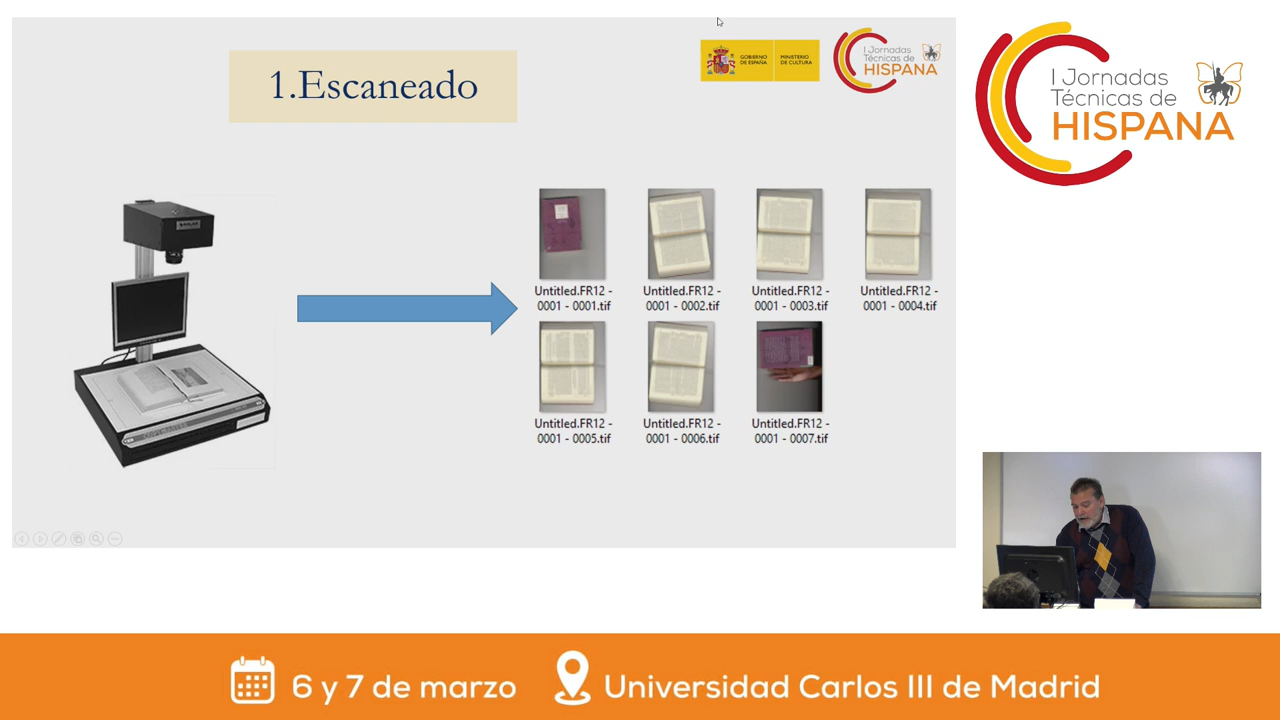 1.Escaneado
GOBIERNO
DE ESPAÑA
MINISTERIO
DE CULTURA
I Jornadas
Técnicas de
HISPANA
I Jornadas
Técnicas de
HISPANA
Untitled.FR12 -
0001 - 0001.tif
Untitled.FR12 -
0001 - 0002.tif
Untitled.FR12 -
0001 - 0003.tif
Untitled.FR12 -
0001 - 0004.tif
Untitled.FR12 -
0001 - 0005.tif
Untitled.FR12 -
0001 - 0006.tif
Untitled.FR12 -
0001 - 0007.tif
6 y 7 de marzo
Universidad Carlos III de Madrid